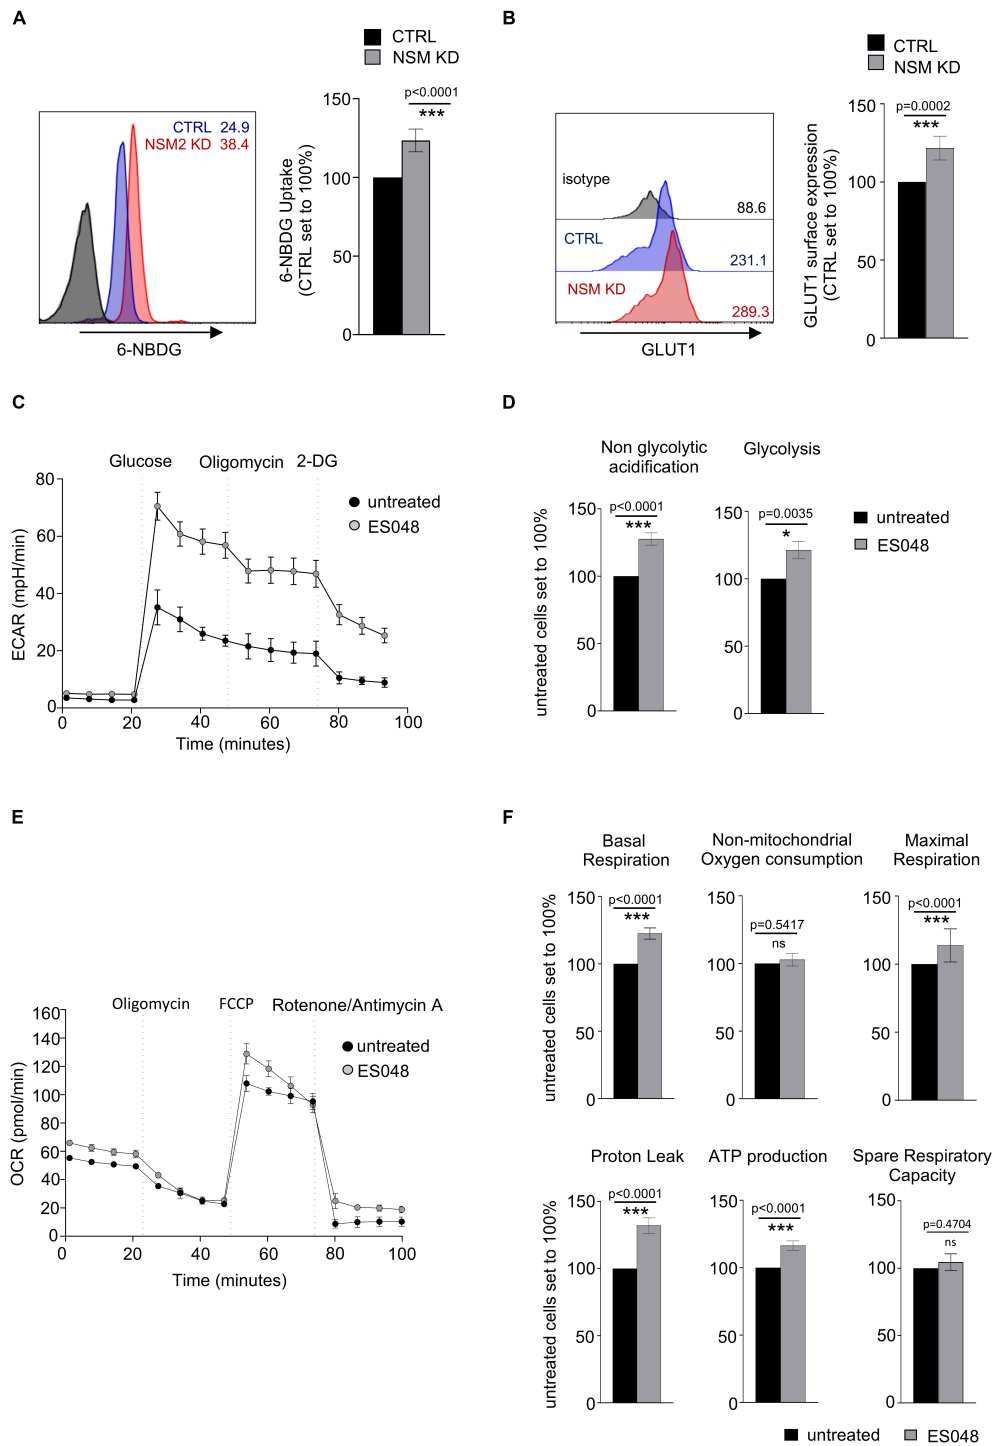 A
CTRL
NSM KD
CTRL 24.9
NSM2 KD 38.4
6-NBDG
6-NBDG Uptake
(CTRL set to 100%)
150
100
50
0
p<0.0001
***
B
CTRL
NSM KD
isotype
88.6
CTRL
231.1
NSM KD
289.3
GLUT1
GLUT1 surface expression
(CTRL set to 100%)
150
100
50
0
p=0.0002
***
C
Glucose
Oligomycin
2-DG
untreated
ES048
ECAR (mpH/min)
80
60
40
20
0
0 20 40 60 80 100
Time (minutes)
D
Non glycolytic
acidification
untreated cells set to 100%
150
100
50
0
p<0.0001
***
Glycolysis
150
100
50
0
p=0.0035
*
untreated
ES048
E
Oligomycin
FCCP
Rotenone/Antimycin A
untreated
ES048
OCR (pmol/min)
160
140
120
100
80
60
40
20
0
0 20 40 60 80 100
Time (minutes)
F
Basal
Respiration
untreated cells set to 100%
150
100
50
0
p<0.0001
***
Non-mitochondrial
Oxygen consumption
150
100
50
0
p=0.5417
ns
Maximal
Respiration
150
100
50
0
p<0.0001
***
Proton Leak
untreated cells set to 100%
150
100
50
0
p<0.0001
***
ATP production
150
100
50
0
p<0.0001
***
Spare Respiratory
Capacity
150
100
50
0
p=0.4704
ns
untreated
ES048